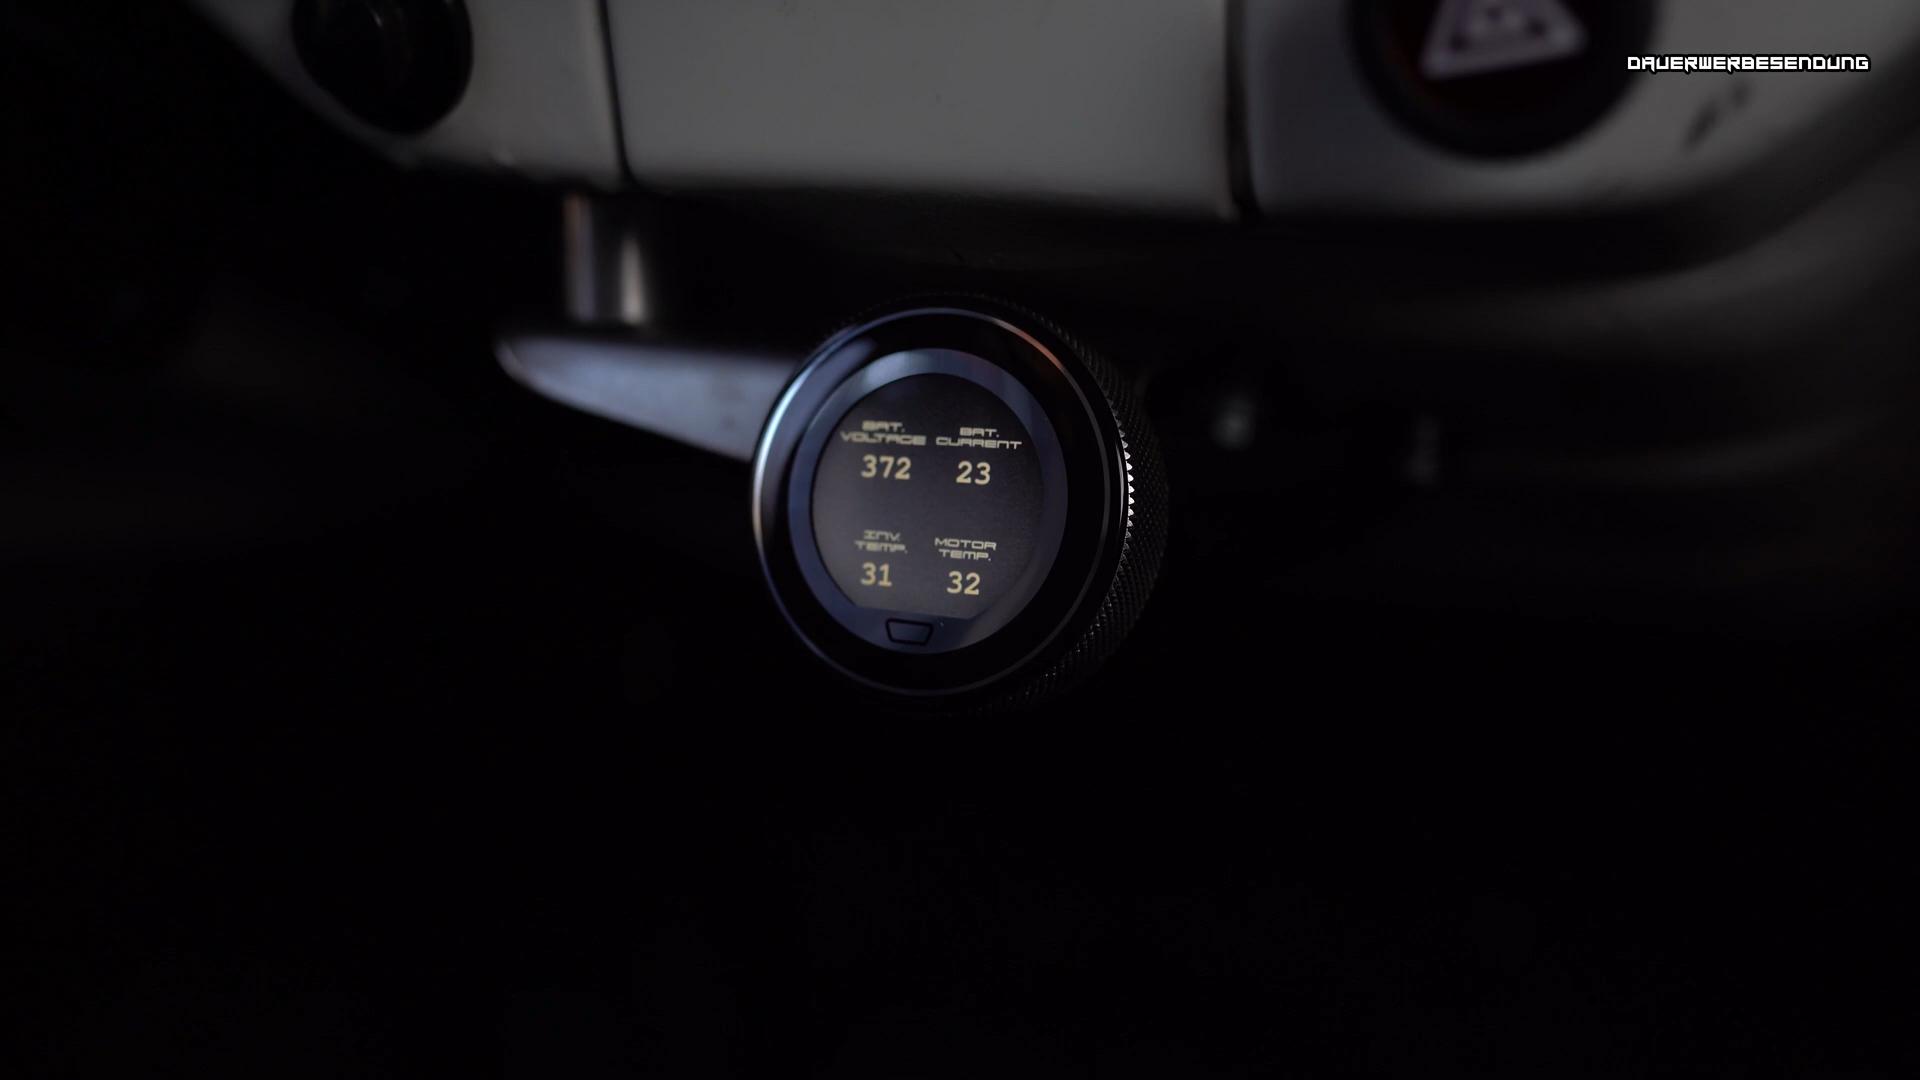 DAUERWERBESENDUNG
BAT. VOLTAGE
BAT. CURRENT
372
23
INV. TEMP.
MOTOR TEMP.
31
32